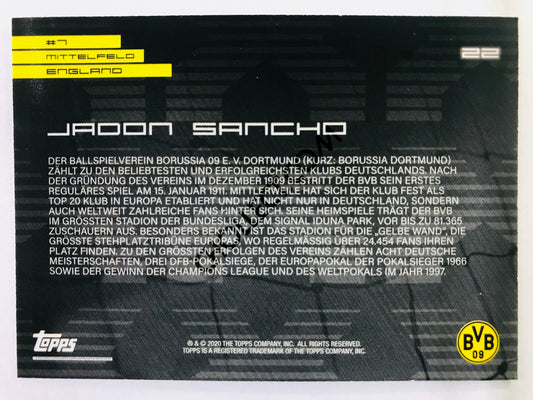 #7
MITTELFELD
ENGLAND
22
JADON SANCHO
DER BALLSPIELVEREIN BORUSSIA 09 E. V. DORTMUND (KURZ: BORUSSIA DORTMUND)
ZÄHLT ZU DEN BELIEBTESTEN UND ERFOLGREICHSTEN KLUBS DEUTSCHLANDS. NACH
DER GRÜNDUNG DES VEREINS IM DEZEMBER 1909 BESTRITT DER BVB SEIN ERSTES
REGULÄRES SPIEL AM 15. JANUAR 1911. MITTLERWEILE HAT SICH DER KLUB FEST ALS
TOP 20 KLUB IN EUROPA ETABLIERT UND HAT NICHT NUR IN DEUTSCHLAND, SONDERN
AUCH WELTWEIT ZAHLREICHE FANS HINTER SICH. SEINE HEIMSPIELE TRÄGT DER BVB
IM GRÖSSTEN STADION DER BUNDESLIGA, DEM SIGNAL IDUNA PARK, VOR BIS ZU 81.365
ZUSCHAUERN AUS. BESONDERS BEKANNT IST DAS STADION FÜR DIE „GELBE WAND“, DIE
GRÖSSTE STEHPLATZTRIBÜNE EUROPAS, WO REGELMÄSSIG ÜBER 24.454 FANS IHREN
PLATZ FINDEN. ZU DEN GRÖSSTEN ERFOLGEN DES VEREINS ZÄHLEN ACHT DEUTSCHE
MEISTERSCHAFTEN, DREI DFB-POKALSIEGE, DER EUROPAPOKAL DER POKALSIEGER 1966
SOWIE DER GEWINN DER CHAMPIONS LEAGUE UND DES WELTPOKALS IM JAHR 1997.
Topps
® & © 2020 THE TOPPS COMPANY, INC. ALL RIGHTS RESERVED.
TOPPS IS A REGISTERED TRADEMARK OF THE TOPPS COMPANY, INC.
BVB
09